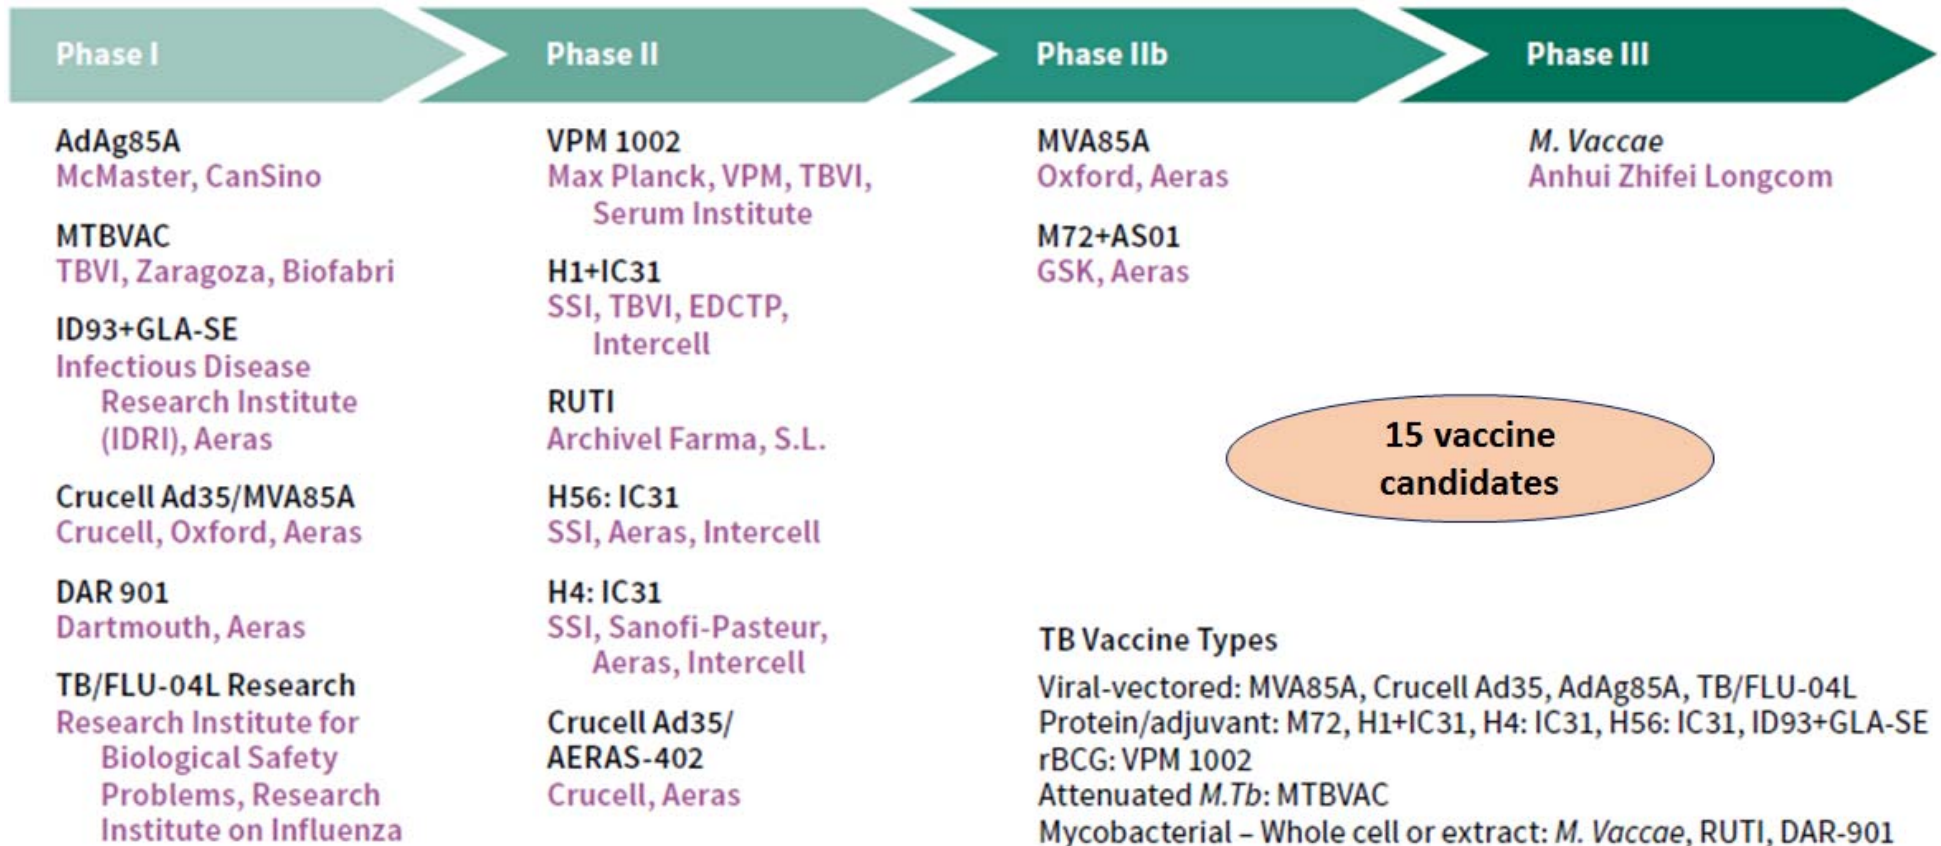 Phase I
Phase II
Phase IIb
Phase III
AdAg85A
McMaster, CanSino
MTBVAC
TBVI, Zaragoza, Biofabri
ID93+GLA-SE
Infectious Disease
Research Institute
(IDRI), Aeras
Crucell Ad35/MVA85A
Crucell, Oxford, Aeras
DAR 901
Dartmouth, Aeras
TB/FLU-04L Research
Research Institute for
Biological Safety
Problems, Research
Institute on Influenza
VPM 1002
Max Planck, VPM, TBVI,
Serum Institute
H1+IC31
SSI, TBVI, EDCTP,
Intercell
RUTI
Archivel Farma, S.L.
H56: IC31
SSI, Aeras, Intercell
H4: IC31
SSI, Sanofi-Pasteur,
Aeras, Intercell
Crucell Ad35/
AERAS-402
Crucell, Aeras
MVA85A
Oxford, Aeras
M72+AS01
GSK, Aeras
M. Vaccae
Anhui Zhifei Longcom
15 vaccine
candidates
TB Vaccine Types
Viral-vectored: MVA85A, Crucell Ad35, AdAg85A, TB/FLU-04L
Protein/adjuvant: M72, H1+IC31, H4: IC31, H56: IC31, ID93+GLA-SE
rBCG: VPM 1002
Attenuated M.Tb: MTBVAC
Mycobacterial – Whole cell or extract: M. Vaccae, RUTI, DAR-901